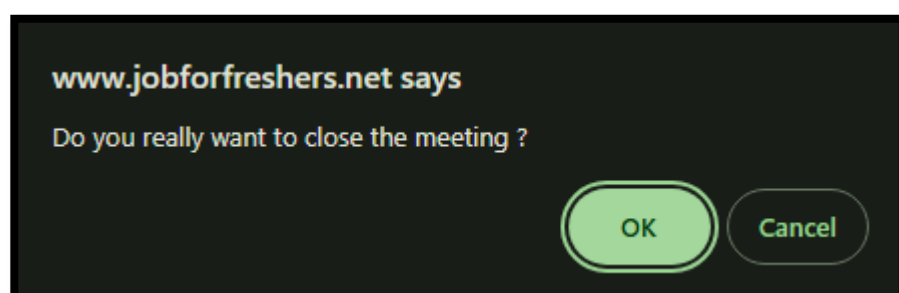 www.jobforfreshers.net says
Do you really want to close the meeting ?
OK Cancel